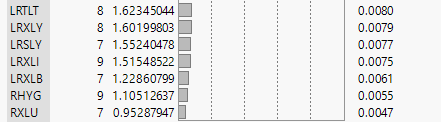 LRTLT 8 1.62345044 0.0080
LRXLY 8 1.60199803 0.0079
LRSLY 7 1.55240478 0.0077
LRXLI 9 1.51548522 0.0075
LRXLB 7 1.22860799 0.0061
RHYG 9 1.10512637 0.0055
RXLU 7 0.95287947 0.0047